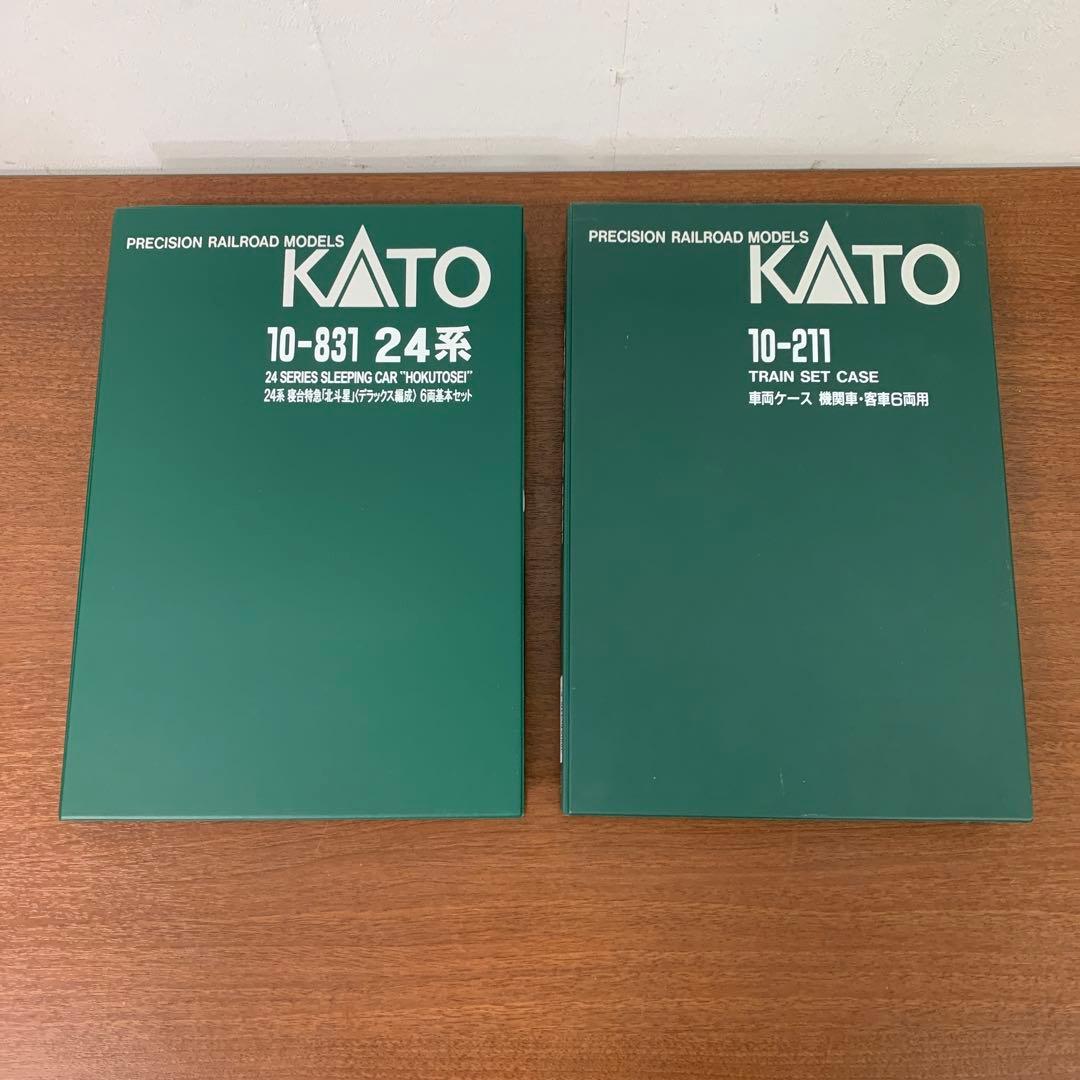 PRECISION RAILROAD MODELS
KATO
10-831 24系
24 SERIES SLEEPING CAR "HOKUTOSEI"
24系 寝台特急「北斗星」〈デラックス編成〉 6両基本セット
PRECISION RAILROAD MODELS
KATO
10-211
TRAIN SET CASE
車両ケース 機関車・客車6両用